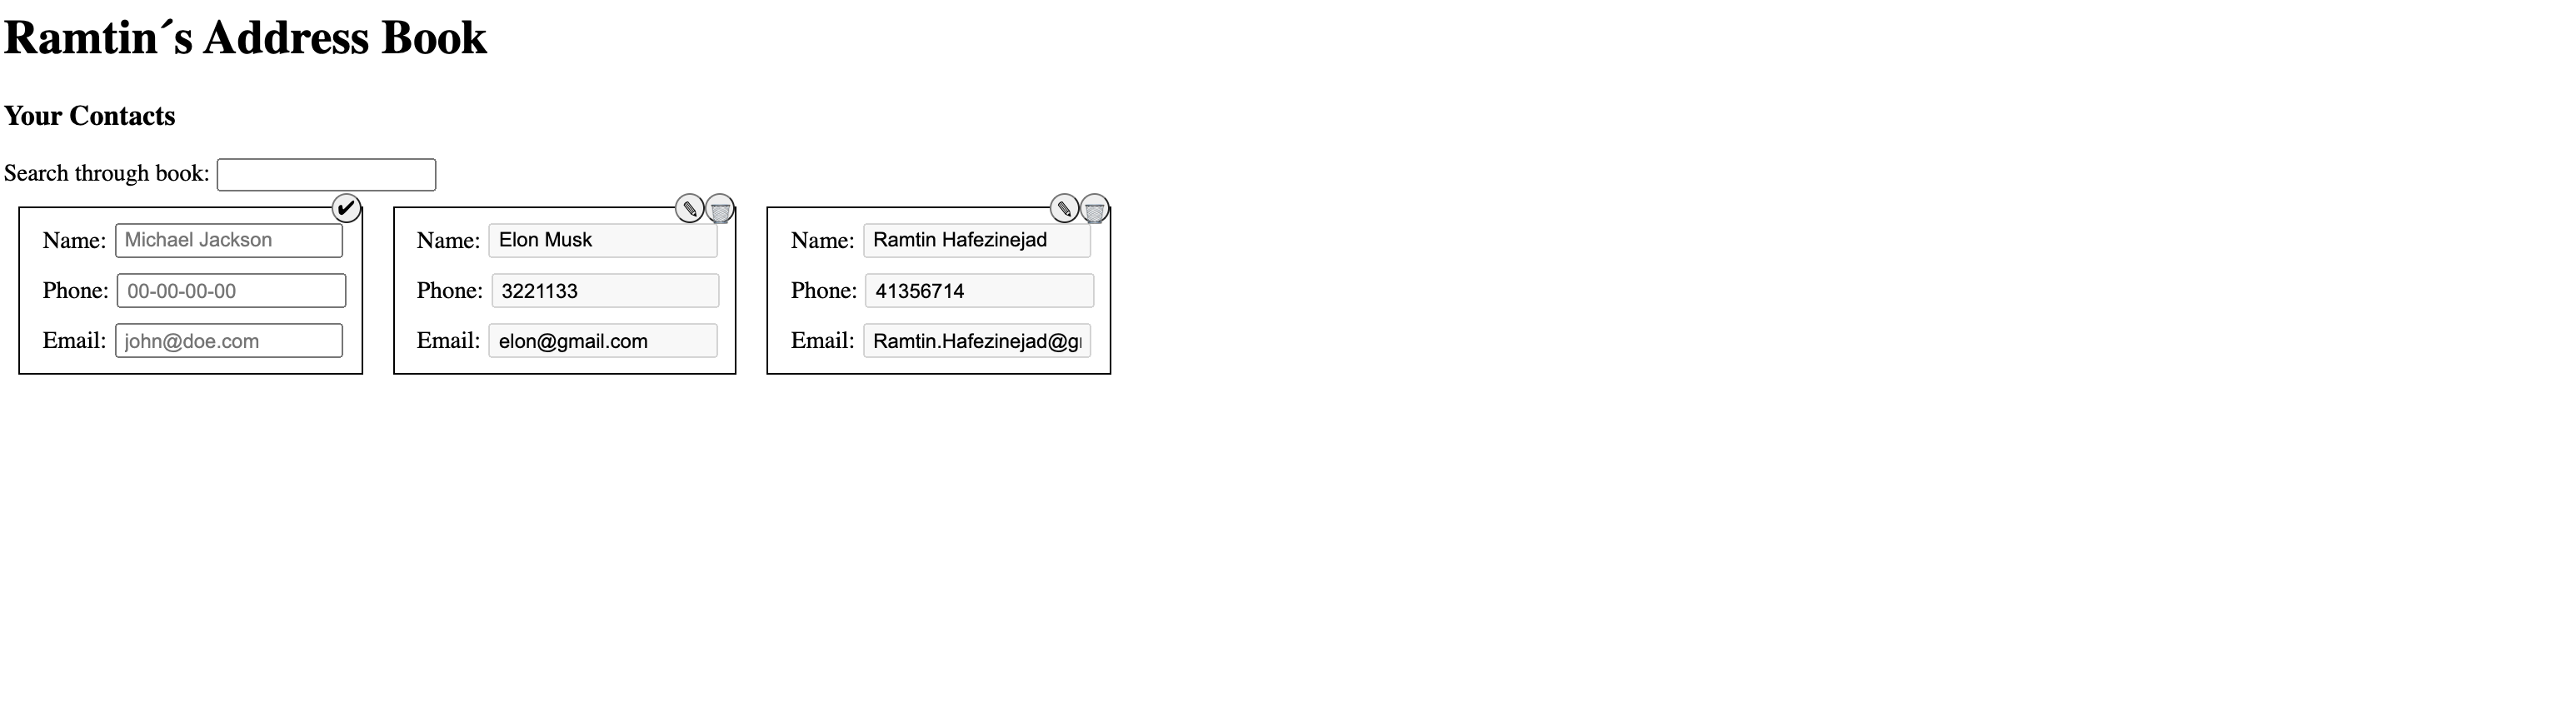 Ramtin´s Address Book
Your Contacts
Search through book:
Name: Michael Jackson
Phone: 00-00-00-00
Email: john@doe.com
Name: Elon Musk
Phone: 3221133
Email: elon@gmail.com
Name: Ramtin Hafezinejad
Phone: 41356714
Email: Ramtin.Hafezinejad@g